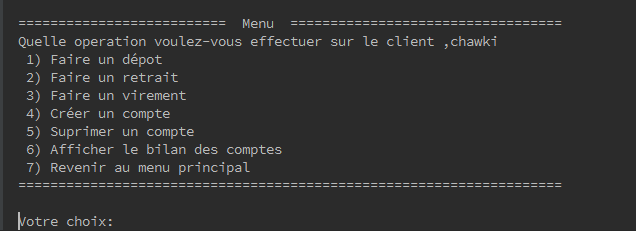 ==========================  Menu  ==================================
Quelle operation voulez-vous effectuer sur le client ,chawki
1) Faire un dépot
2) Faire un retrait
3) Faire un virement
4) Créer un compte
5) Suprimer un compte
6) Afficher le bilan des comptes
7) Revenir au menu principal
====================================================================
Votre choix: